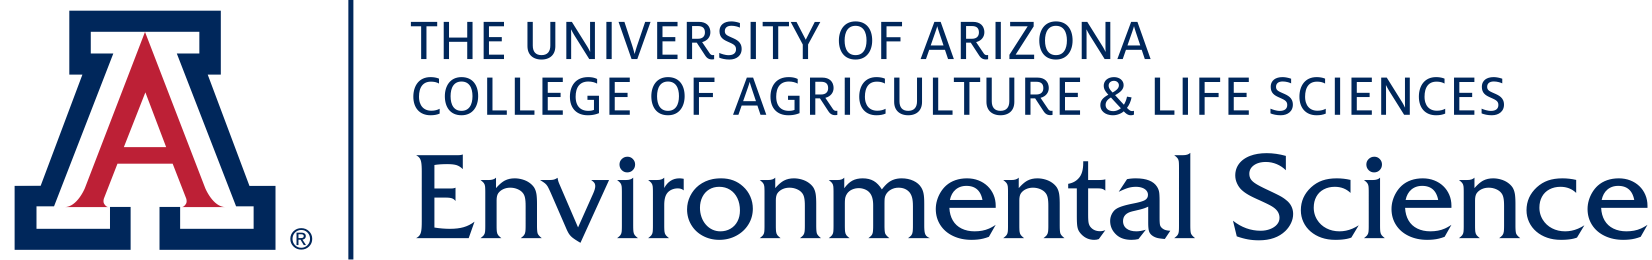 A®
THE UNIVERSITY OF ARIZONA
COLLEGE OF AGRICULTURE & LIFE SCIENCES
Environmental Science